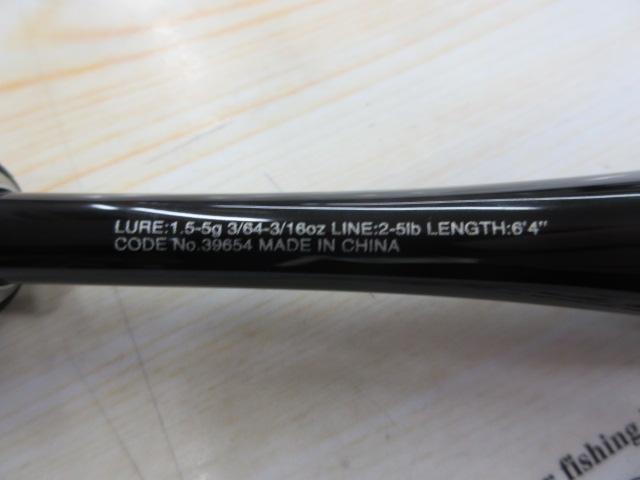 LURE:1.5-5g 3/64-3/16oz LINE:2-5lb LENGTH:6'4"
CODE No.39654 MADE IN CHINA
fishing